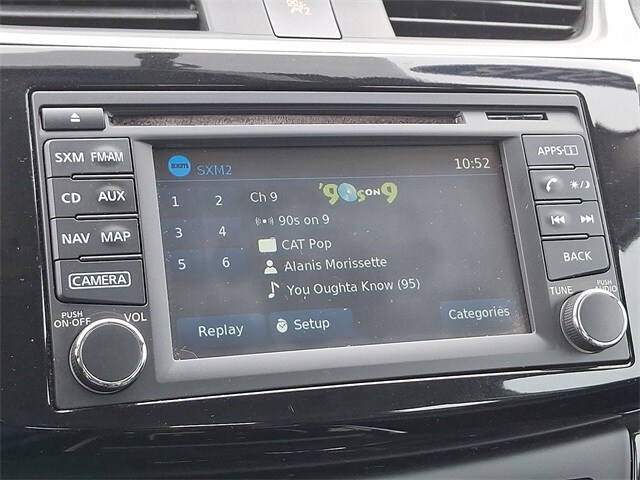 SXM FM·AM
CD AUX
NAV MAP
CAMERA
PUSH
ON·OFF
VOL
sxm
SXM2
10:52
1 2
3 4
5 6
Ch 9
'90s ON 9
90s on 9
CAT Pop
Alanis Morissette
You Oughta Know (95)
Replay
Setup
Categories
APPS·i
BACK
TUNE
PUSH
AUDIO